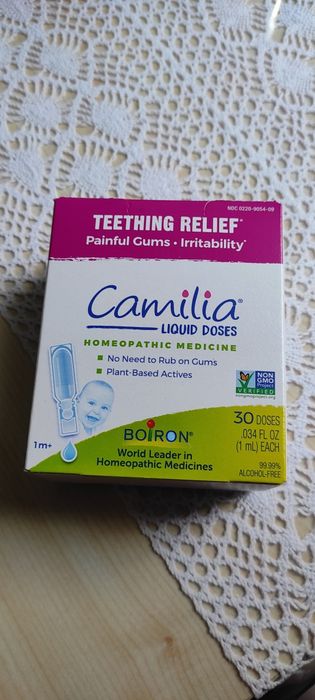 NDC 0220-9054-09
TEETHING RELIEF*
Painful Gums • Irritability*
Camilia®
LIQUID DOSES
HOMEOPATHIC MEDICINE
• No Need to Rub on Gums
• Plant-Based Actives
NON
GMO
Project
VERIFIED
nongmoproject.org
1m+
BOIRON®
World Leader in
Homeopathic Medicines
30 DOSES
.034 FL OZ
(1 mL) EACH
99.99%
ALCOHOL-FREE